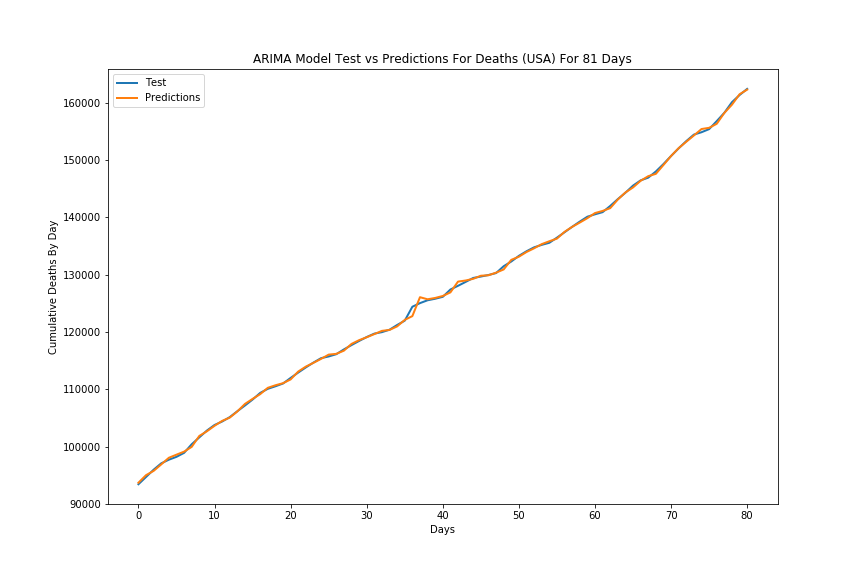 ARIMA Model Test vs Predictions For Deaths (USA) For 81 Days
Test
Predictions
160000
150000
140000
130000
120000
110000
100000
90000
Cumulative Deaths By Day
0 10 20 30 40 50 60 70 80
Days